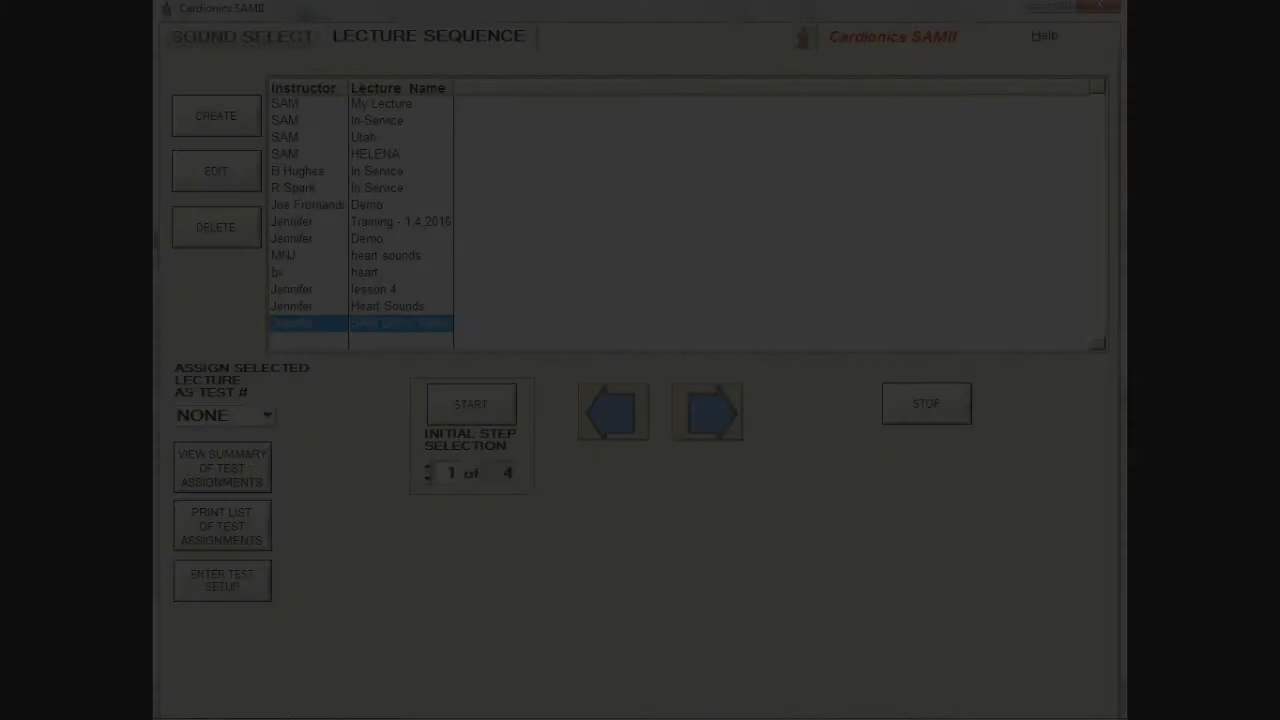 Cardionics SAMII
SOUND SELECT LECTURE SEQUENCE Cardionics SAMII Help
Instructor Lecture Name
SAM My Lecture
SAM In-Service
SAM Utah
SAM HELENA
B Hughes In Service
R Spark In Service
Joe Fromandi Demo
Jennifer Training - 1.4.2016
Jennifer Demo
MNJ heart sounds
bv heart
Jennifer lesson 4
Jennifer Heart Sounds
Jennifer
CREATE
EDIT
DELETE
ASSIGN SELECTED
LECTURE
AS TEST #
NONE
VIEW SUMMARY
OF TEST
ASSIGNMENTS
PRINT LIST
OF TEST
ASSIGNMENTS
ENTER TEST
SETUP
START
INITIAL STEP
SELECTION
1 of 4
STOP